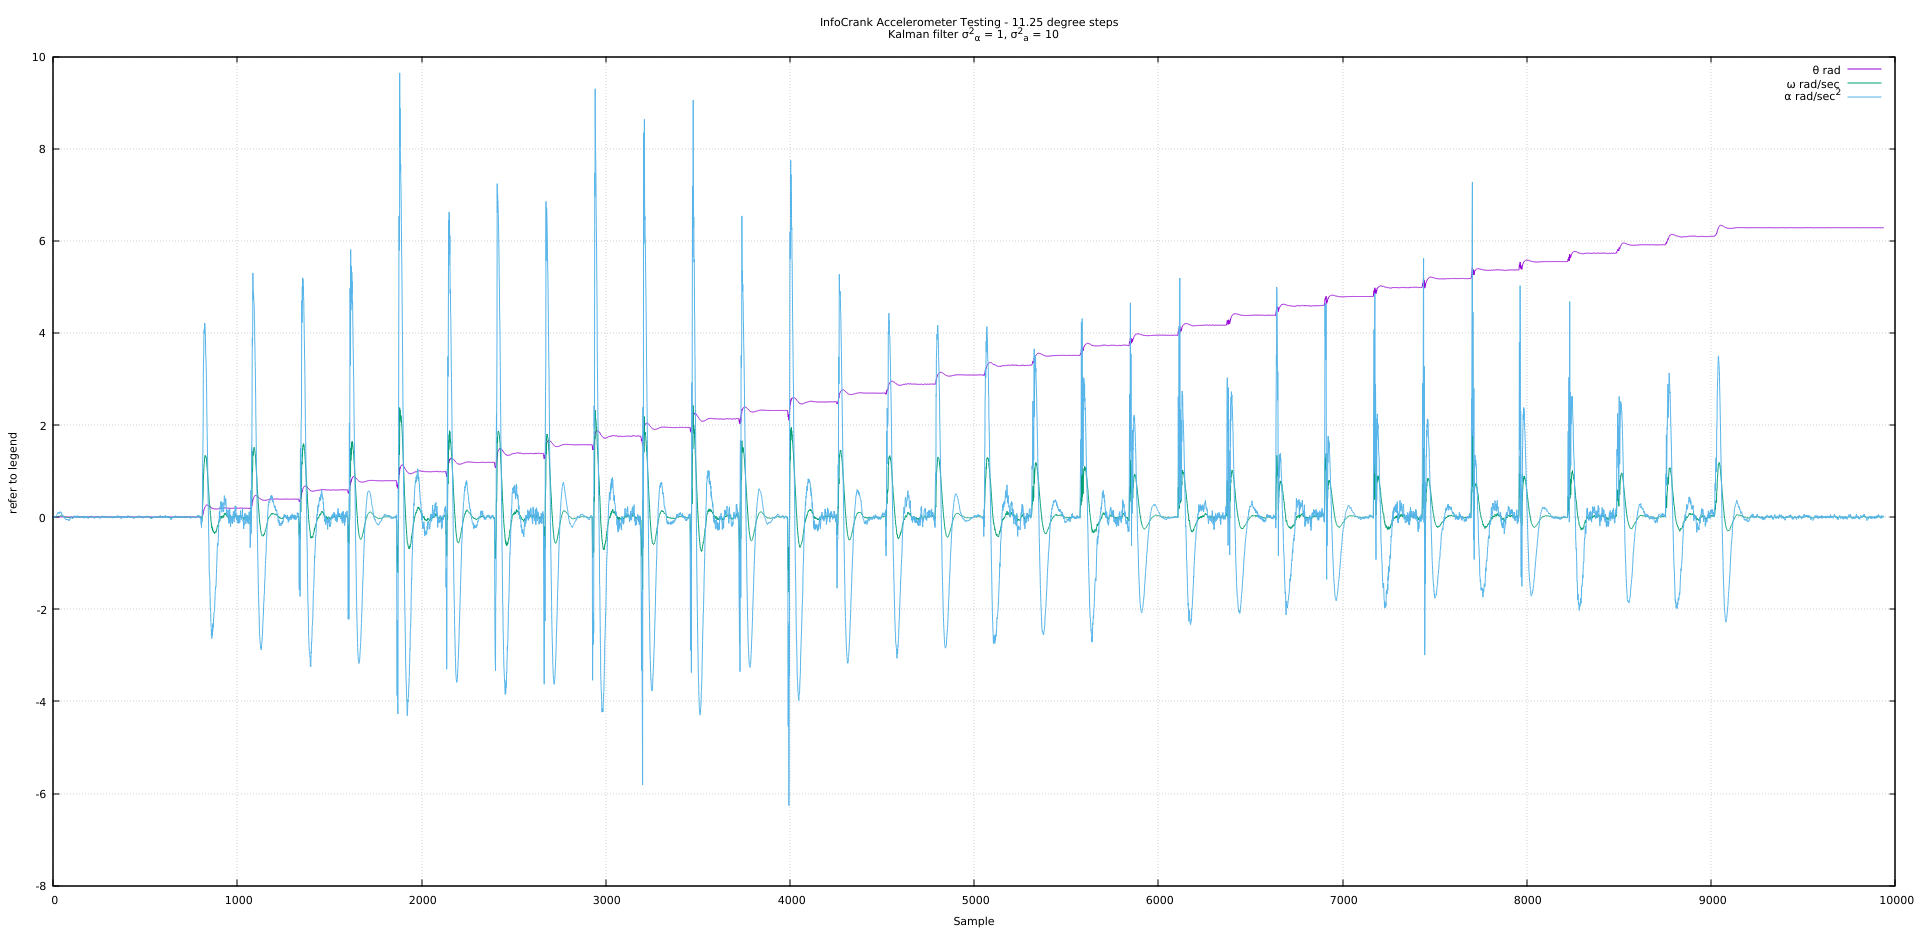 InfoCrank Accelerometer Testing - 11.25 degree steps
Kalman filter σ²α = 1, σ²a = 10
θ rad
ω rad/sec
α rad/sec²
10
8
6
4
2
0
-2
-4
-6
-8
refer to legend
0 1000 2000 3000 4000 5000 6000 7000 8000 9000 10000
Sample